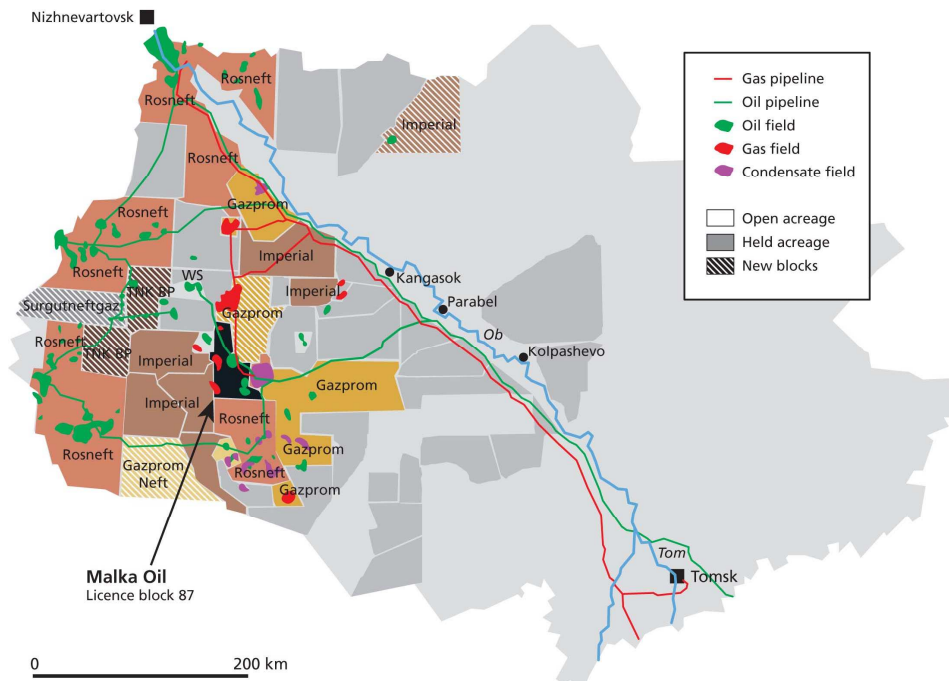 Nizhnevartovsk
Rosneft
Rosneft
Imperial
Rosneft
Gazprom
Rosneft
Imperial
Rosneft
WS
TNK BP
Imperial
Surgutneftgaz
Gazprom
Rosneft
TNK BP
Imperial
Gazprom
Imperial
Rosneft
Rosneft
Gazprom
Neft
Gazprom
Rosneft
Gazprom
Kangasok
Parabel
Ob
Kolpashevo
Tom
Tomsk
Malka Oil
Licence block 87
0 200 km
Gas pipeline
Oil pipeline
Oil field
Gas field
Condensate field
Open acreage
Held acreage
New blocks